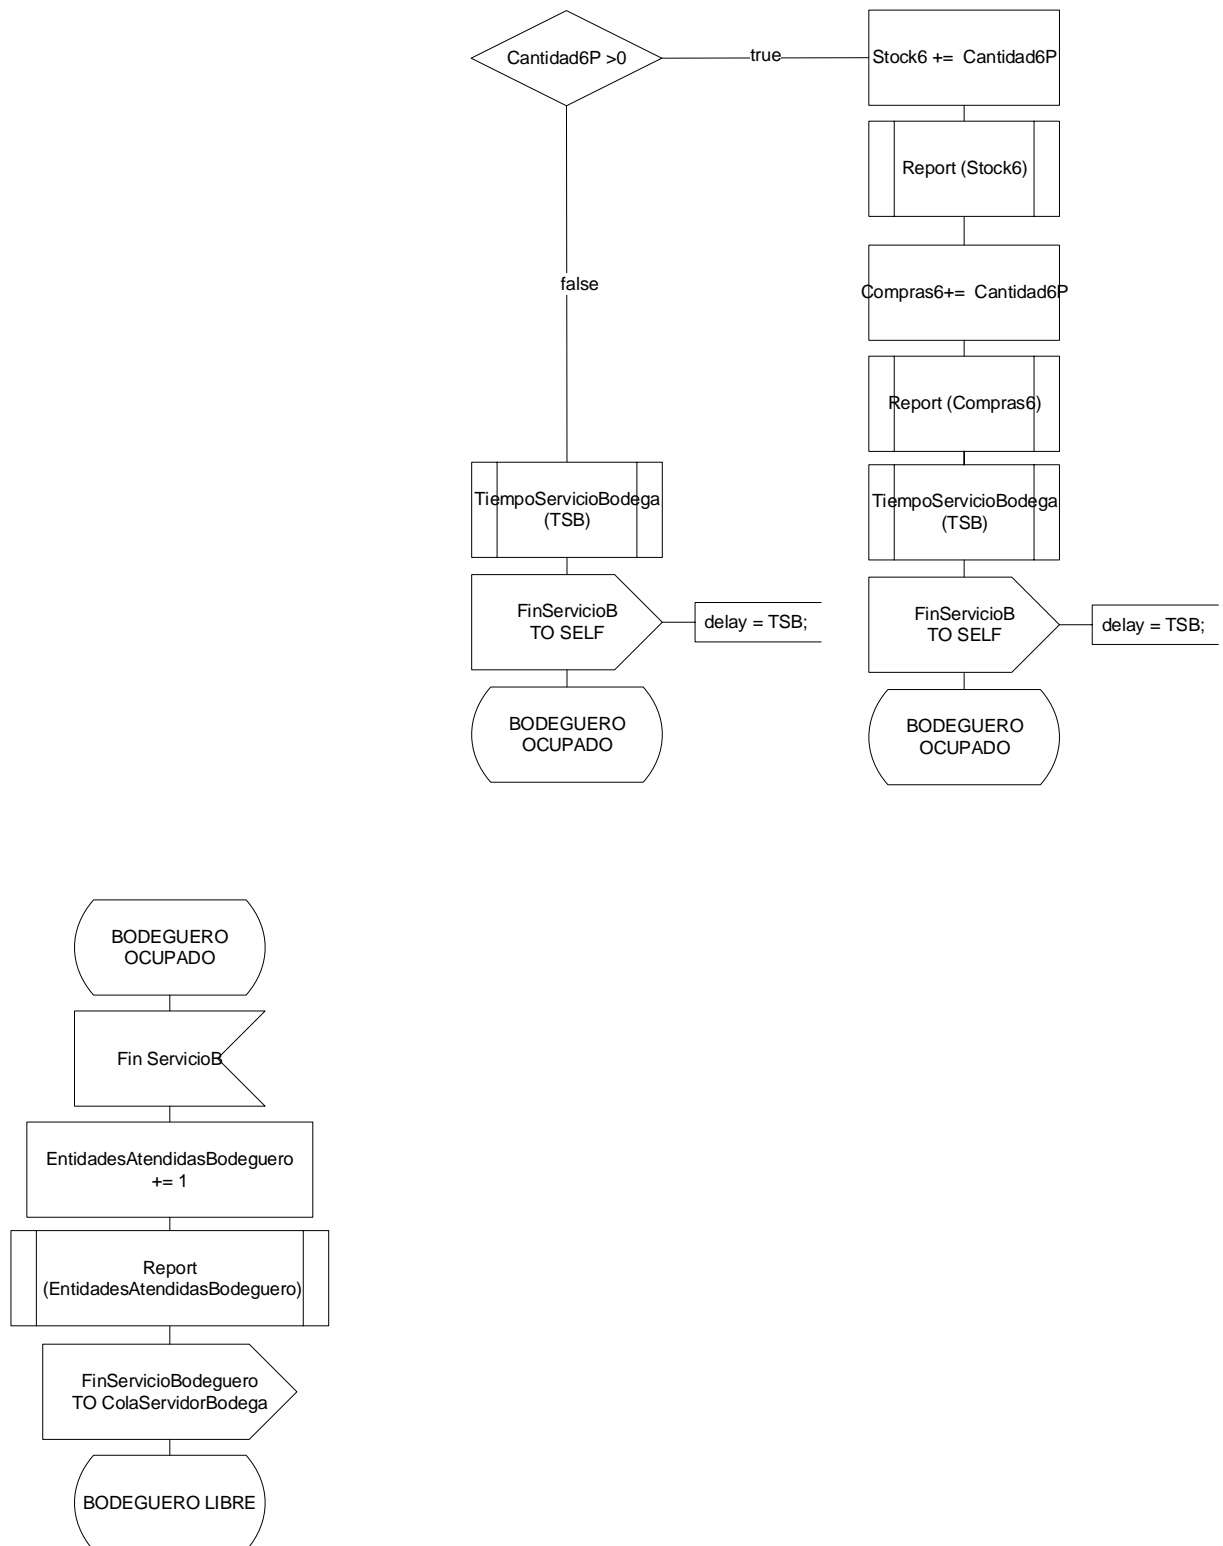 Cantidad6P >0
true
Stock6 += Cantidad6P
Report (Stock6)
false
Compras6+= Cantidad6P
Report (Compras6)
TiempoServicioBodega
(TSB)
TiempoServicioBodega
(TSB)
FinServicioB
TO SELF
delay = TSB;
FinServicioB
TO SELF
delay = TSB;
BODEGUERO
OCUPADO
BODEGUERO
OCUPADO
BODEGUERO
OCUPADO
Fin ServicioB
EntidadesAtendidasBodeguero
+= 1
Report
(EntidadesAtendidasBodeguero)
FinServicioBodeguero
TO ColaServidorBodega
BODEGUERO LIBRE